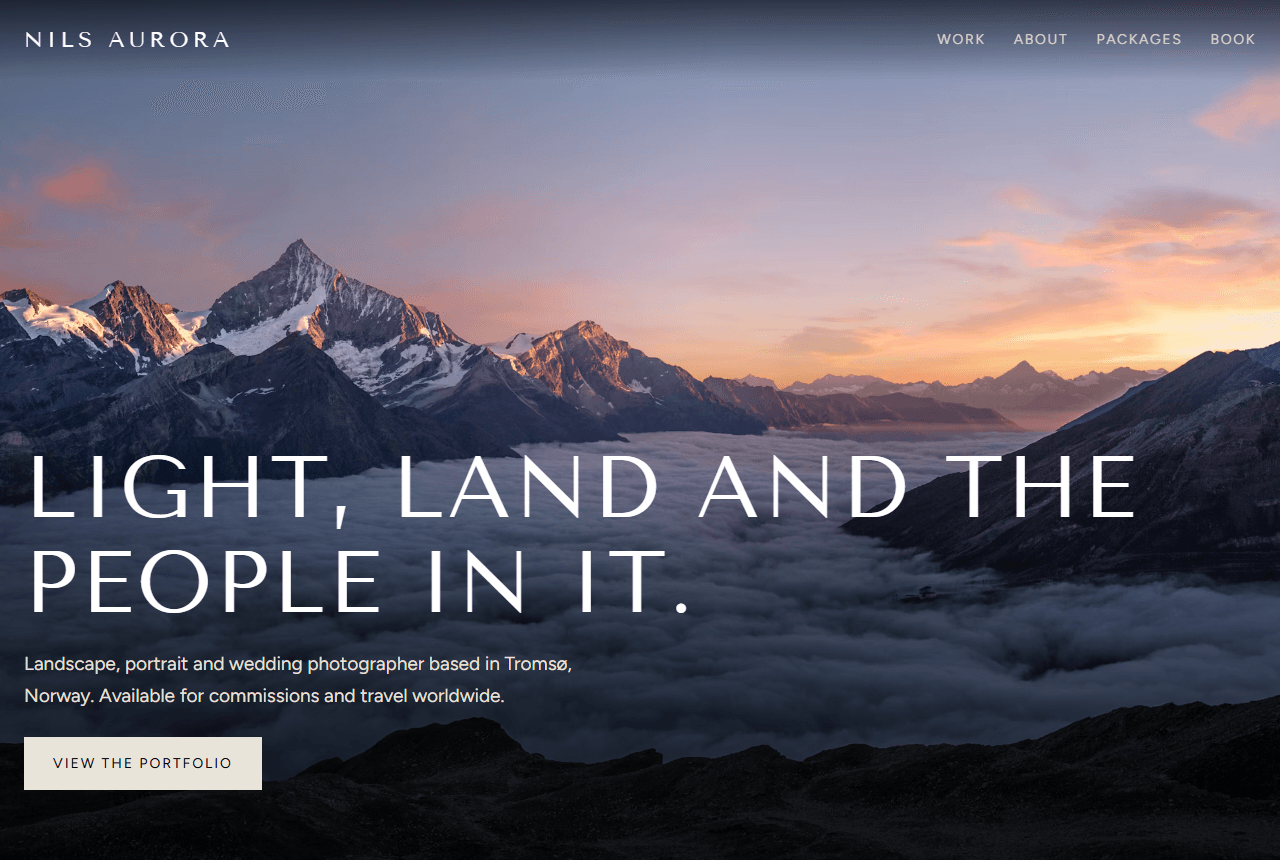 NILS AURORA
WORK ABOUT PACKAGES BOOK
LIGHT, LAND AND THE
PEOPLE IN IT.
Landscape, portrait and wedding photographer based in Tromsø,
Norway. Available for commissions and travel worldwide.
VIEW THE PORTFOLIO